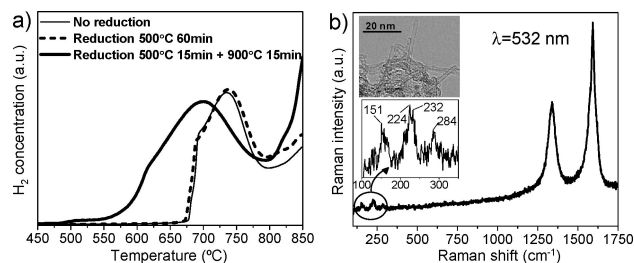 a)
No reduction
Reduction 500°C 60min
Reduction 500°C 15min + 900°C 15min
H2 concentration (a.u.)
450 500 550 600 650 700 750 800 850
Temperature (ºC)
b)
20 nm
λ=532 nm
151
232
224
284
100 200 300
Raman intensity (a.u.)
250 500 750 1000 1250 1500 1750
Raman shift (cm-1)